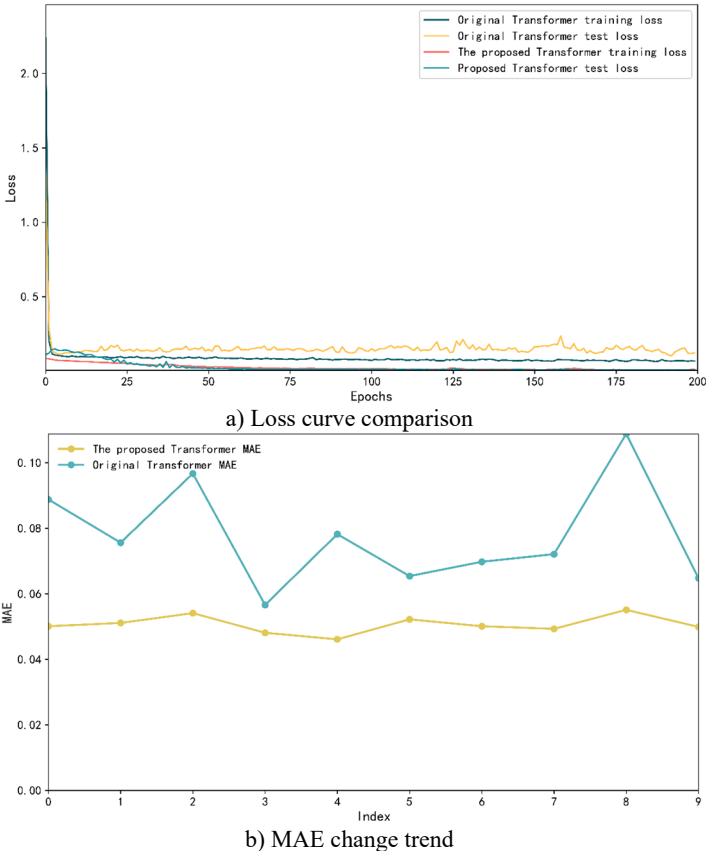 Original Transformer training loss
Original Transformer test loss
The proposed Transformer training loss
Proposed Transformer test loss
2.0
1.5
1.0
0.5
Loss
0 25 50 75 100 125 150 175 200
Epochs
a) Loss curve comparison
The proposed Transformer MAE
Original Transformer MAE
0.10
0.08
0.06
0.04
0.02
0.00
MAE
0 1 2 3 4 5 6 7 8 9
Index
b) MAE change trend